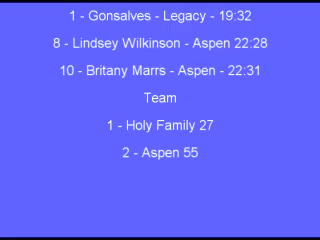 1 - Gonsalves - Legacy - 19:32
8 - Lindsey Wilkinson - Aspen 22:28
10 - Britany Marrs - Aspen - 22:31
Team
1 - Holy Family 27
2 - Aspen 55